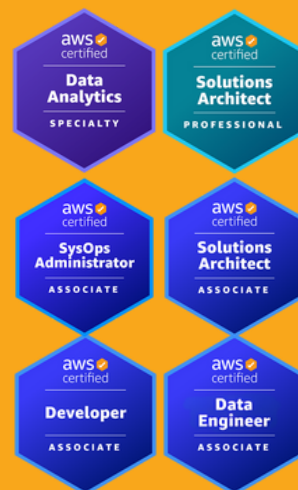 aws
certified
Data
Analytics
SPECIALTY
aws
certified
Solutions
Architect
PROFESSIONAL
aws
certified
SysOps
Administrator
ASSOCIATE
aws
certified
Solutions
Architect
ASSOCIATE
aws
certified
Developer
ASSOCIATE
aws
certified
Data
Engineer
ASSOCIATE